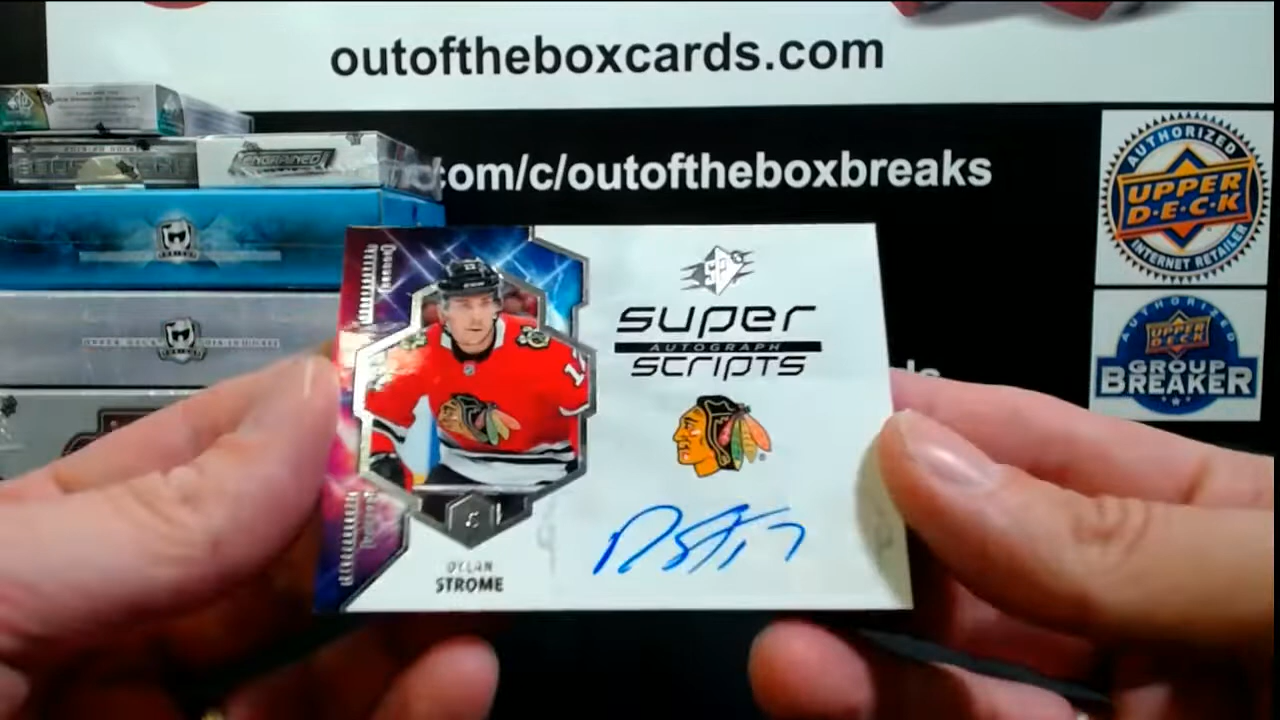 outoftheboxcards.com
.com/c/outoftheboxbreaks
AUTHORIZED
UPPER
D·E·C·K
INTERNET RETAILER
AUTHORIZED
UPPER
DECK
GROUP
BREAKER
ENGRAINED
SPX
SUPER
AUTOGRAPH
SCRIPTS
C
DYLAN
STROME